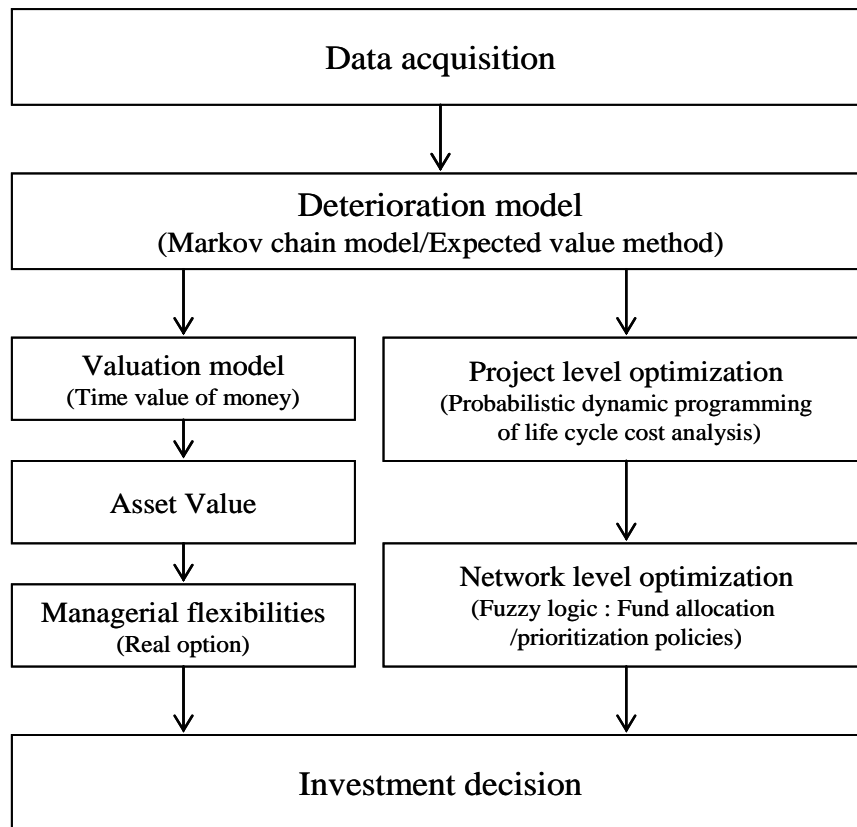 Data acquisition
Deterioration model
(Markov chain model/Expected value method)
Valuation model
(Time value of money)
Asset Value
Managerial flexibilities
(Real option)
Project level optimization
(Probabilistic dynamic programming
of life cycle cost analysis)
Network level optimization
(Fuzzy logic : Fund allocation
/prioritization policies)
Investment decision